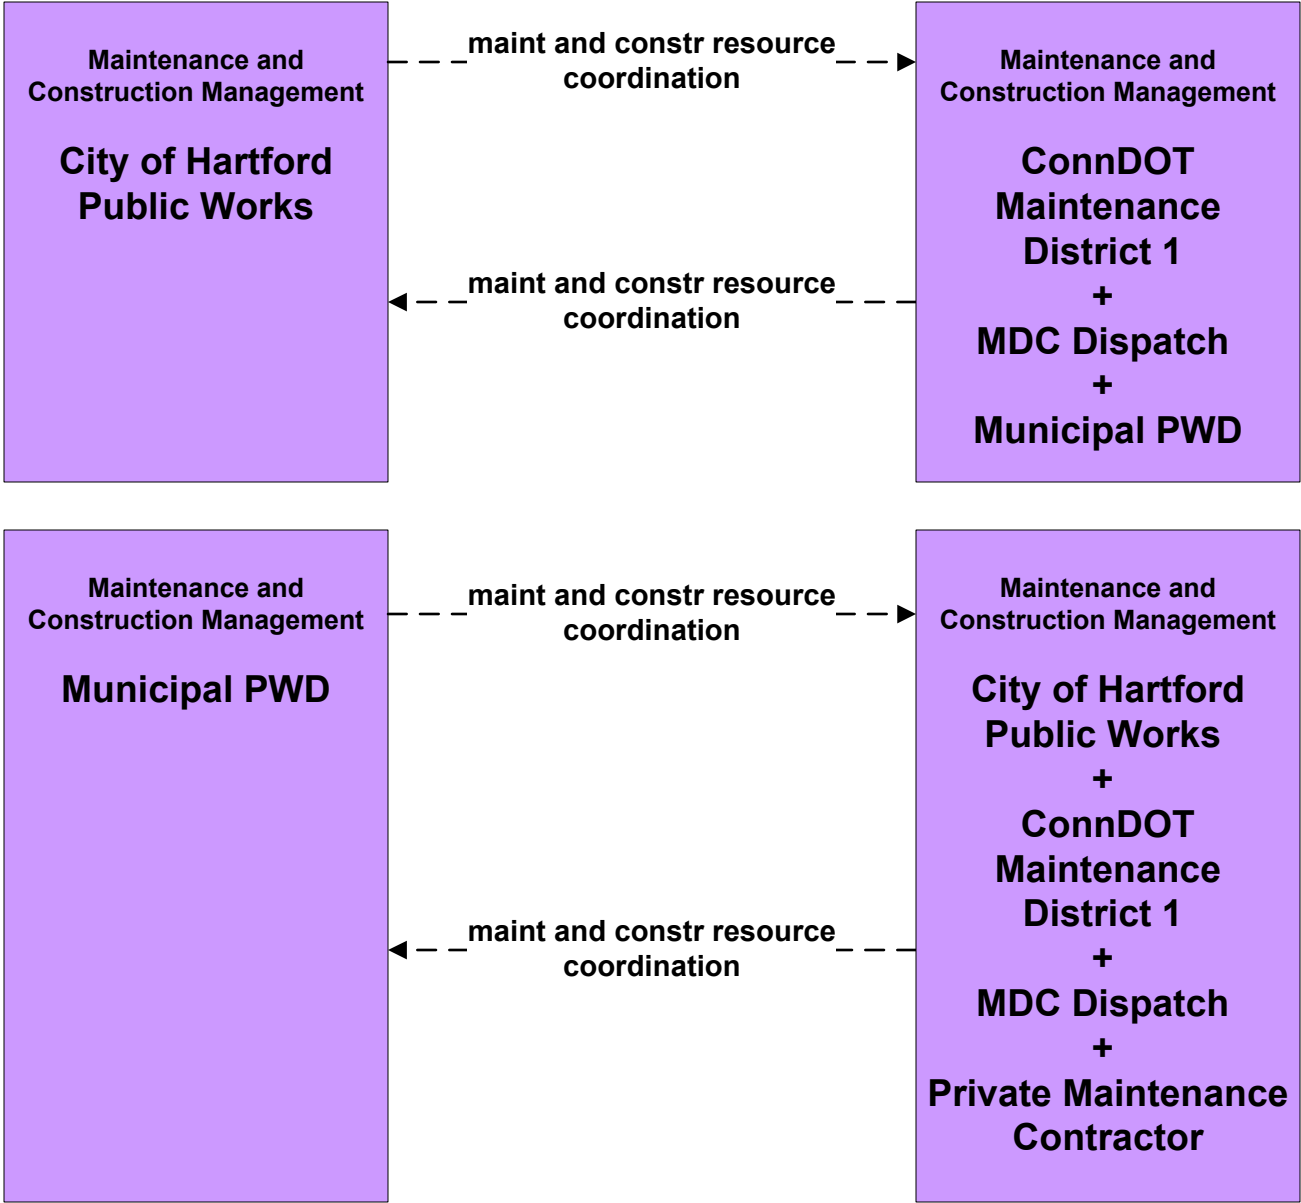 Maintenance and
Construction Management
City of Hartford
Public Works
maint and constr resource
coordination
maint and constr resource
coordination
Maintenance and
Construction Management
ConnDOT
Maintenance
District 1
+
MDC Dispatch
+
Municipal PWD
Maintenance and
Construction Management
Municipal PWD
maint and constr resource
coordination
maint and constr resource
coordination
Maintenance and
Construction Management
City of Hartford
Public Works
+
ConnDOT
Maintenance
District 1
+
MDC Dispatch
+
Private Maintenance
Contractor